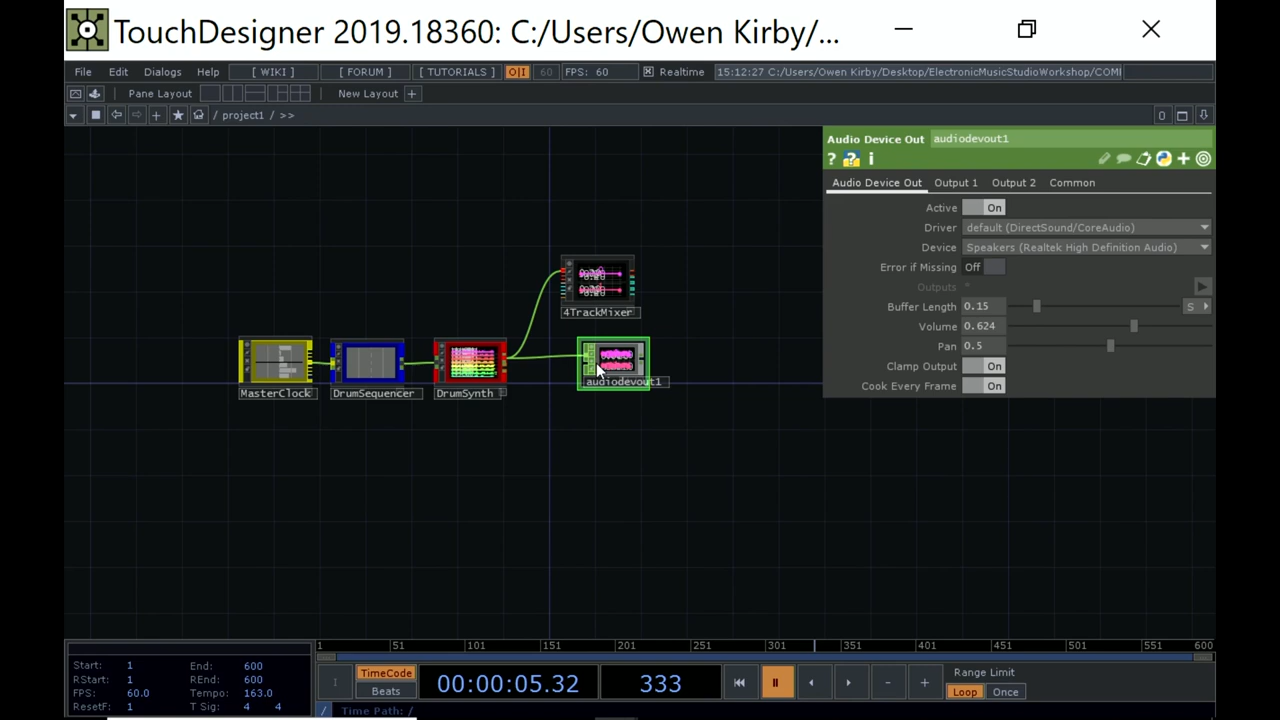 TouchDesigner 2019.18360: C:/Users/Owen Kirby/...
File Edit Dialogs Help [ WIKI ] [ FORUM ] [ TUTORIALS ] O|I 60 FPS: 60 Realtime 15:12:27 C:/Users/Owen Kirby/Desktop/ElectronicMusicStudioWorkshop/COM
Pane Layout New Layout +
/ project1 / >> 0
Audio Device Out audiodevout1
? ? i
Audio Device Out Output 1 Output 2 Common
Active On
Driver default (DirectSound/CoreAudio)
Device Speakers (Realtek High Definition Audio)
Error if Missing Off
Outputs *
Buffer Length 0.15 S
Volume 0.624
Pan 0.5
Clamp Output On
Cook Every Frame On
4TrackMixer
audiodevout1
MasterClock DrumSequencer DrumSynth
1 51 101 151 201 251 301 351 401 451 501 551 600
Start: 1 End: 600
RStart: 1 REnd: 600
FPS: 60.0 Tempo: 163.0
ResetF: 1 T Sig: 4 4
TimeCode
Beats
00:00:05.32 333
Range Limit
Loop Once
/ Time Path: /